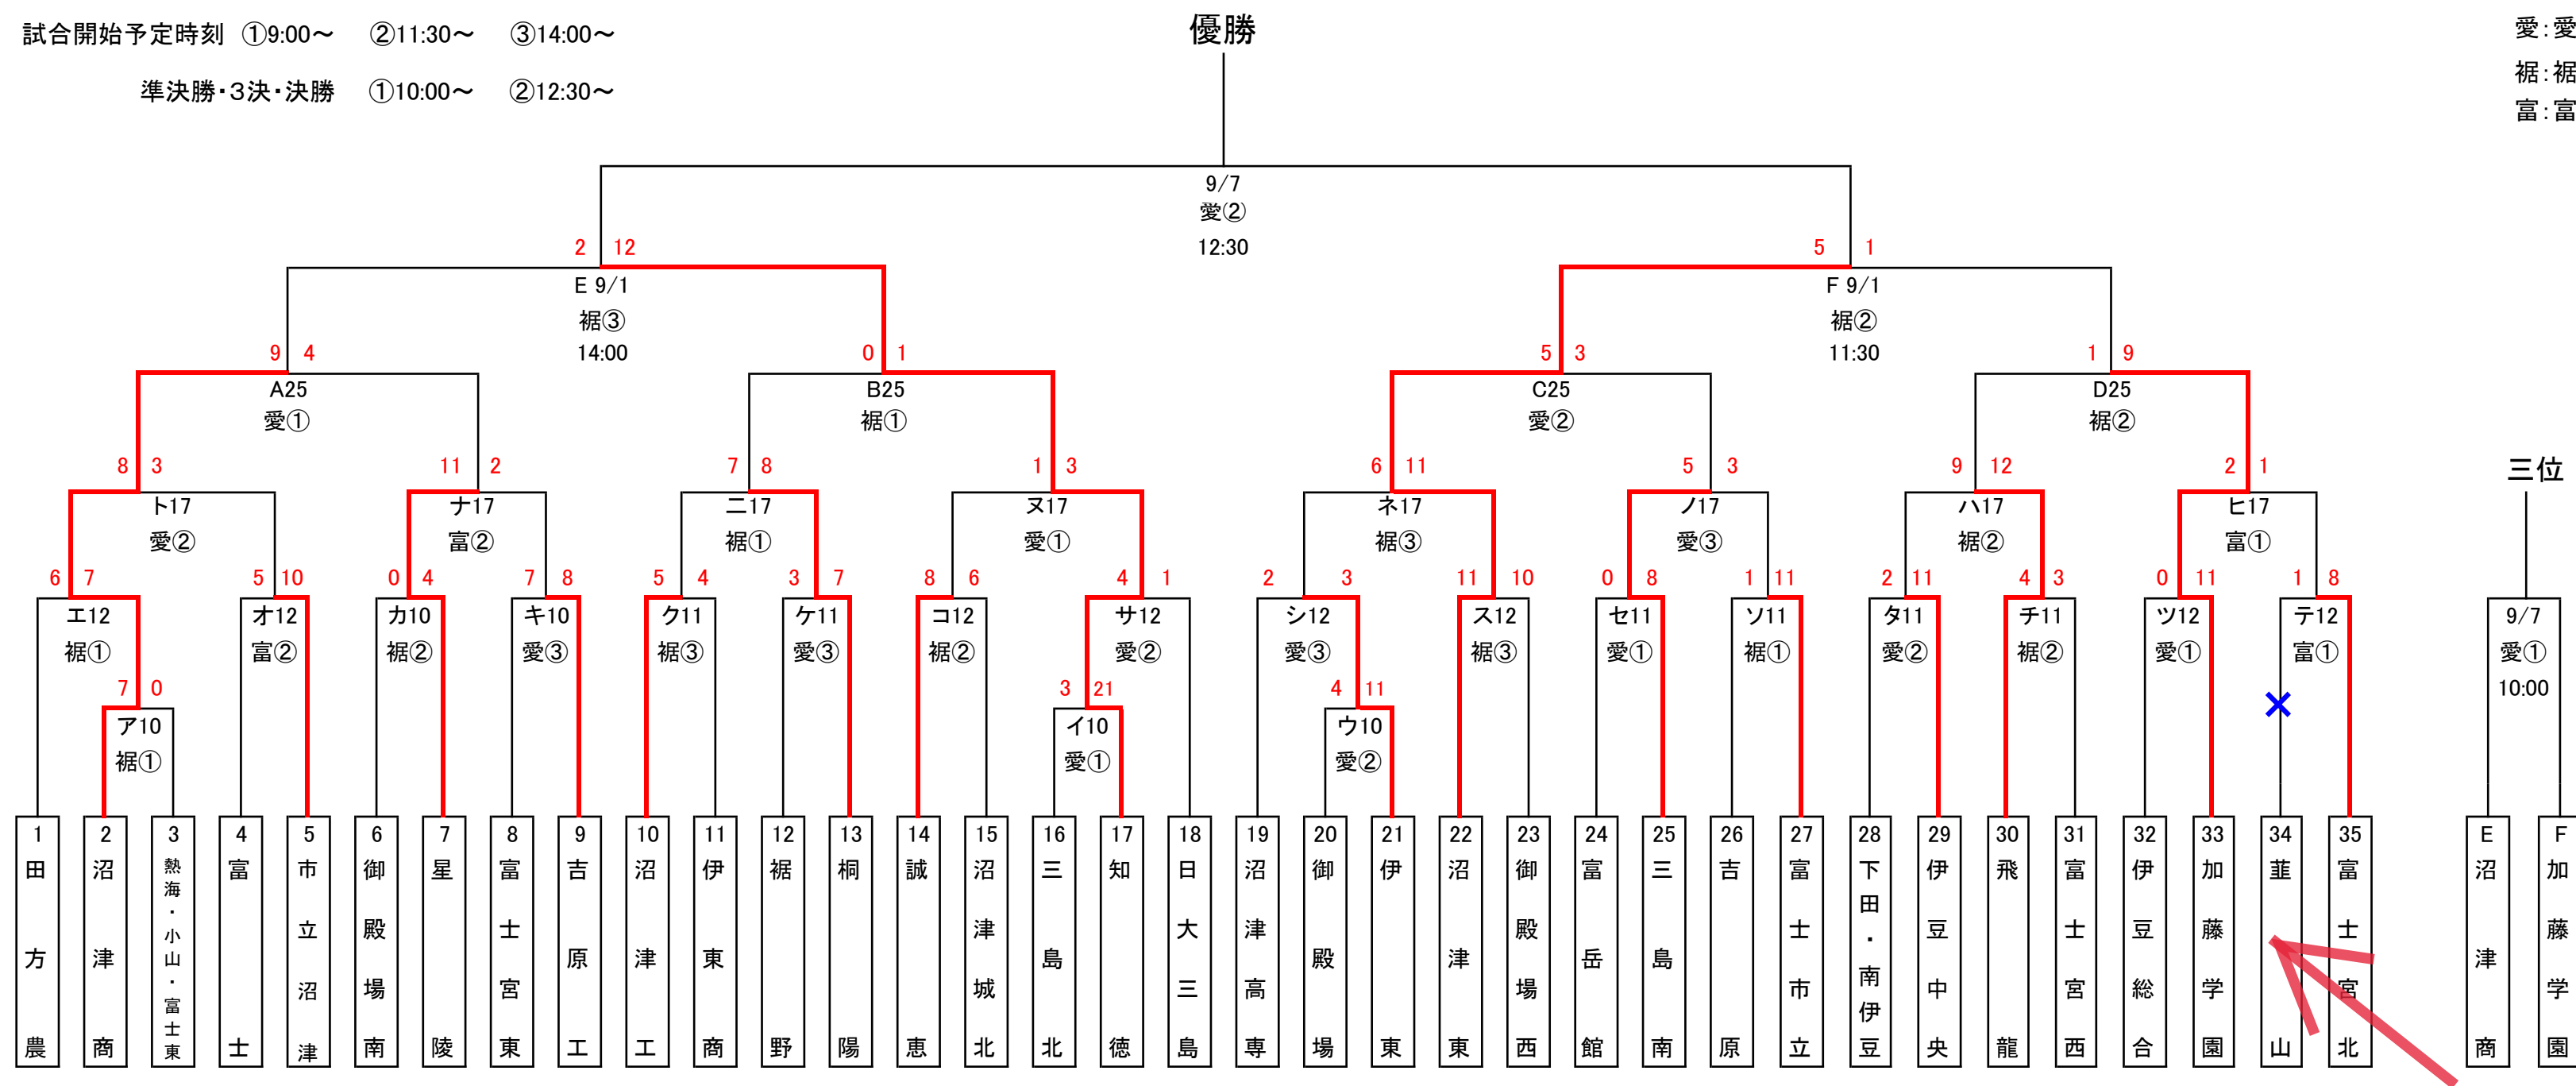 試合開始予定時刻 ①9:00～ ②11:30～ ③14:00～
準決勝・3決・決勝 ①10:00～ ②12:30～
優勝
愛：愛
裾：裾
富：富
9/7
愛②
12:30
2 12
5 1
E 9/1
裾③
14:00
F 9/1
裾②
11:30
9 4
0 1
5 3
1 9
A25
愛①
B25
裾①
C25
愛②
D25
裾②
8 3
11 2
7 8
1 3
6 11
5 3
9 12
2 1
三位
ト17
愛②
ナ17
富②
ニ17
裾①
ヌ17
愛①
ネ17
裾③
ノ17
愛③
ハ17
裾②
ヒ17
富①
6 7
5 10
0 4
7 8
5 4
3 7
8 6
4 1
2 3
11 10
0 8
1 11
2 11
4 3
0 11
1 8
エ12
裾①
オ12
富②
カ10
裾②
キ10
愛③
ク11
裾③
ケ11
愛③
コ12
裾②
サ12
愛②
シ12
愛③
ス12
裾③
セ11
愛①
ソ11
裾①
タ11
愛②
チ11
裾②
ツ12
愛①
テ12
富①
9/7
愛①
10:00
7 0
3 21
4 11
ア10
裾①
イ10
愛①
ウ10
愛②
1 田方農
2 沼津商
3 熱海・小山・富士東
4 富士
5 市立沼津
6 御殿場南
7 星陵
8 富士宮東
9 吉原工
10 沼津工
11 伊東商
12 裾野
13 桐陽
14 誠恵
15 沼津城北
16 三島北
17 知徳
18 日大三島
19 沼津高専
20 御殿場
21 伊東
22 沼津東
23 御殿場西
24 富岳館
25 三島南
26 吉原
27 富士市立
28 下田・南伊豆
29 伊豆中央
30 飛龍
31 富士宮西
32 伊豆総合
33 加藤学園
34 韮山
35 富士宮北
E 沼津商
F 加藤学園